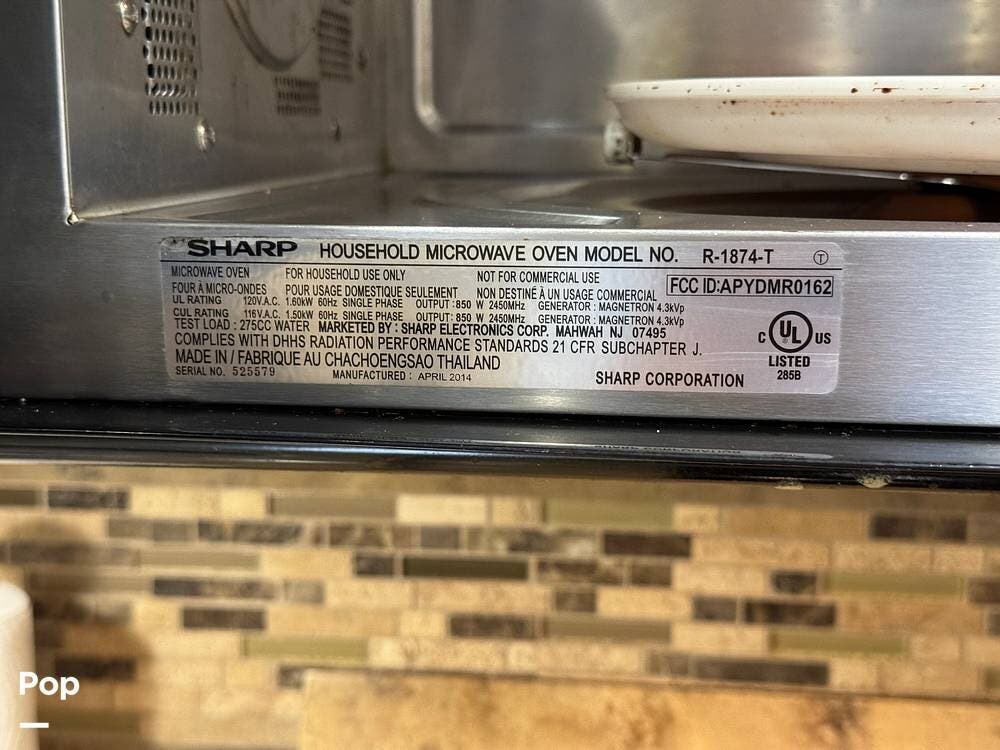 SHARP HOUSEHOLD MICROWAVE OVEN MODEL NO. R-1874-T T
MICROWAVE OVEN FOR HOUSEHOLD USE ONLY NOT FOR COMMERCIAL USE
FOUR À MICRO-ONDES POUR USAGE DOMESTIQUE SEULEMENT NON DESTINÉ À UN USAGE COMMERCIAL
FCC ID:APYDMR0162
UL RATING 120V.A.C. 1.60kW 60Hz SINGLE PHASE OUTPUT:850 W 2450MHz GENERATOR : MAGNETRON 4.3kVp
CUL RATING 116V.A.C. 1.50kW 60Hz SINGLE PHASE OUTPUT:850 W 2450MHz GENERATOR : MAGNETRON 4.3kVp
TEST LOAD : 275CC WATER MARKETED BY : SHARP ELECTRONICS CORP. MAHWAH NJ 07495
COMPLIES WITH DHHS RADIATION PERFORMANCE STANDARDS 21 CFR SUBCHAPTER J.
MADE IN / FABRIQUE AU CHACHOENGSAO THAILAND
SERIAL NO. 525579 MANUFACTURED : APRIL 2014 SHARP CORPORATION
C UL US
LISTED
285B
Pop